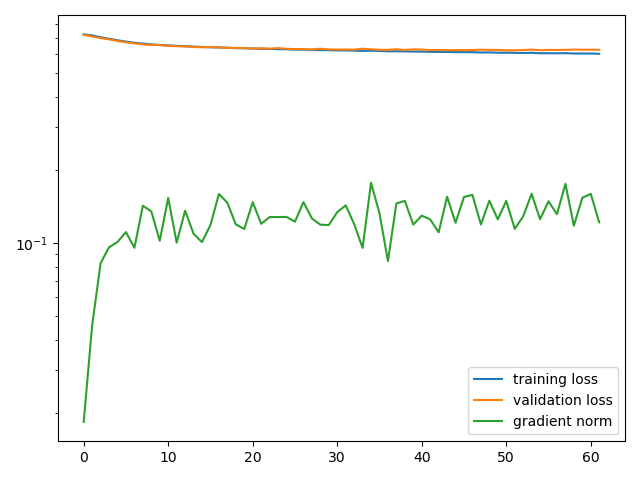 10⁻¹
0 10 20 30 40 50 60
training loss
validation loss
gradient norm